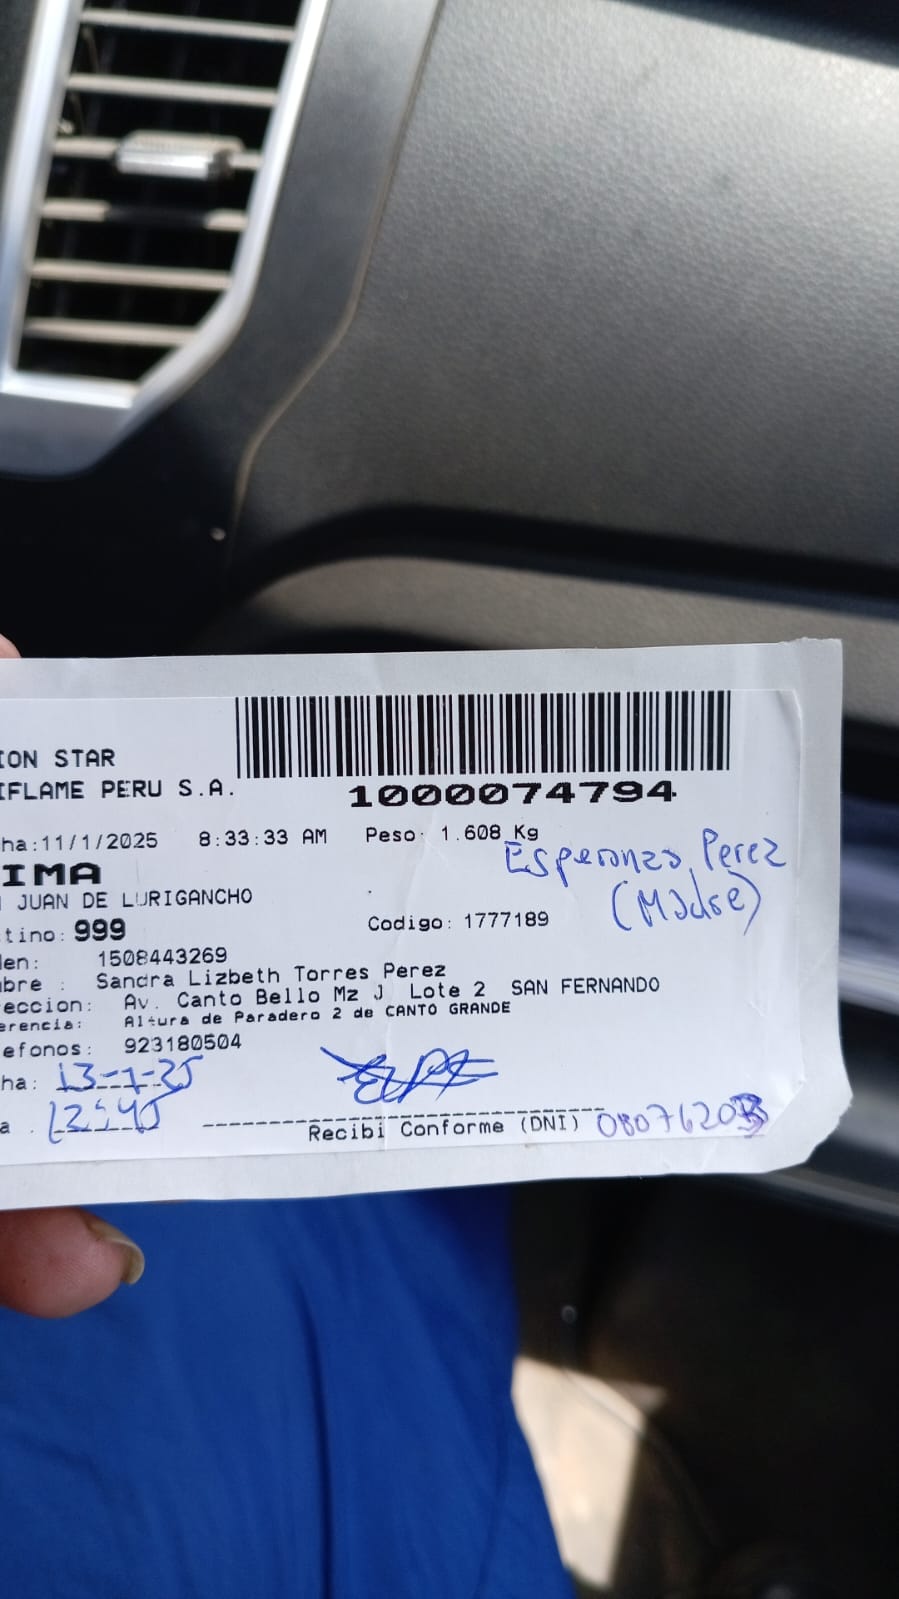 ION STAR
IFLAME PERU S.A.
1000074794
ha: 11/1/2025 8:33:33 AM Peso: 1.608 Kg
IMA
JUAN DE LURIGANCHO
Esperanza Perez
(Madre)
tino: 999 Codigo: 1777189
den: 1508443269
bre : Sandra Lizbeth Torres Perez
eccion: Av. Canto Bello Mz J Lote 2 SAN FERNANDO
erencia: Altura de Paradero 2 de CANTO GRANDE
efonos: 923180504
ha: 13-1-25
a . 12:45
Recibi Conforme (DNI)